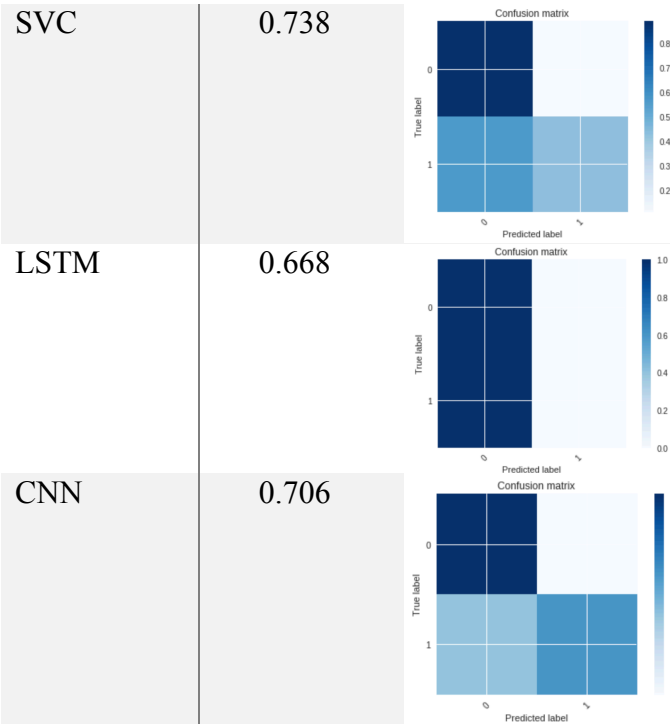 SVC 0.738
Confusion matrix
0.8
0.7
0
0.6
True label
0.5
0.4
1
0.3
0.2
0 1
Predicted label
LSTM 0.668
Confusion matrix
1.0
0.8
0
0.6
True label
0.4
1
0.2
0.0
0 1
Predicted label
CNN 0.706
Confusion matrix
0
True label
1
0 1
Predicted label